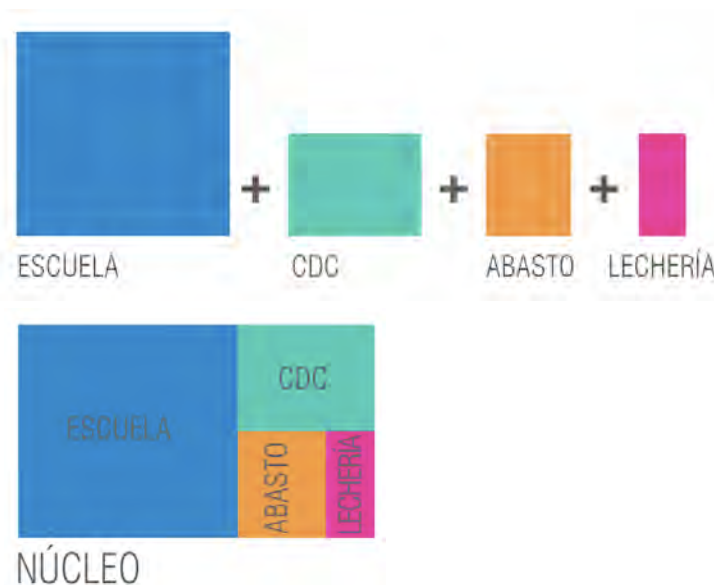 + + +
ESCUELA CDC ABASTO LECHERÍA
CDC
ESCUELA
ABASTO
LECHERÍA
NÚCLEO